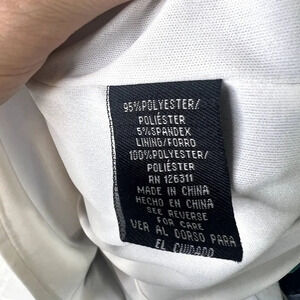 95%POLYESTER/
POLIÉSTER
5%SPANDEX
LINING/FORRO
100%POLYESTER/
POLIÉSTER
RN 126311
MADE IN CHINA
HECHO EN CHINA
SEE REVERSE
FOR CARE
VER AL DORSO PARA
EL CUIDADO